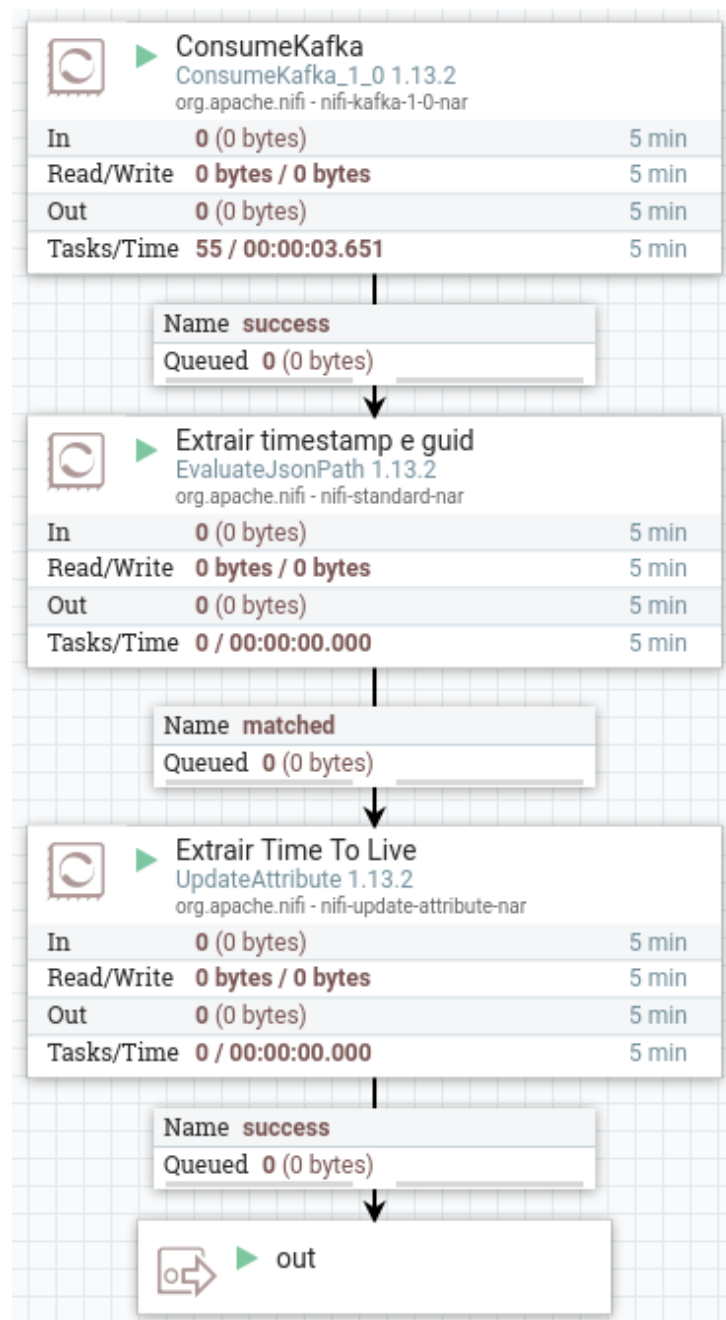 ConsumeKafka
ConsumeKafka_1_0 1.13.2
org.apache.nifi - nifi-kafka-1-0-nar
In 0 (0 bytes) 5 min
Read/Write 0 bytes / 0 bytes 5 min
Out 0 (0 bytes) 5 min
Tasks/Time 55 / 00:00:03.651 5 min
Name success
Queued 0 (0 bytes)
Extrair timestamp e guid
EvaluateJsonPath 1.13.2
org.apache.nifi - nifi-standard-nar
In 0 (0 bytes) 5 min
Read/Write 0 bytes / 0 bytes 5 min
Out 0 (0 bytes) 5 min
Tasks/Time 0 / 00:00:00.000 5 min
Name matched
Queued 0 (0 bytes)
Extrair Time To Live
UpdateAttribute 1.13.2
org.apache.nifi - nifi-update-attribute-nar
In 0 (0 bytes) 5 min
Read/Write 0 bytes / 0 bytes 5 min
Out 0 (0 bytes) 5 min
Tasks/Time 0 / 00:00:00.000 5 min
Name success
Queued 0 (0 bytes)
out